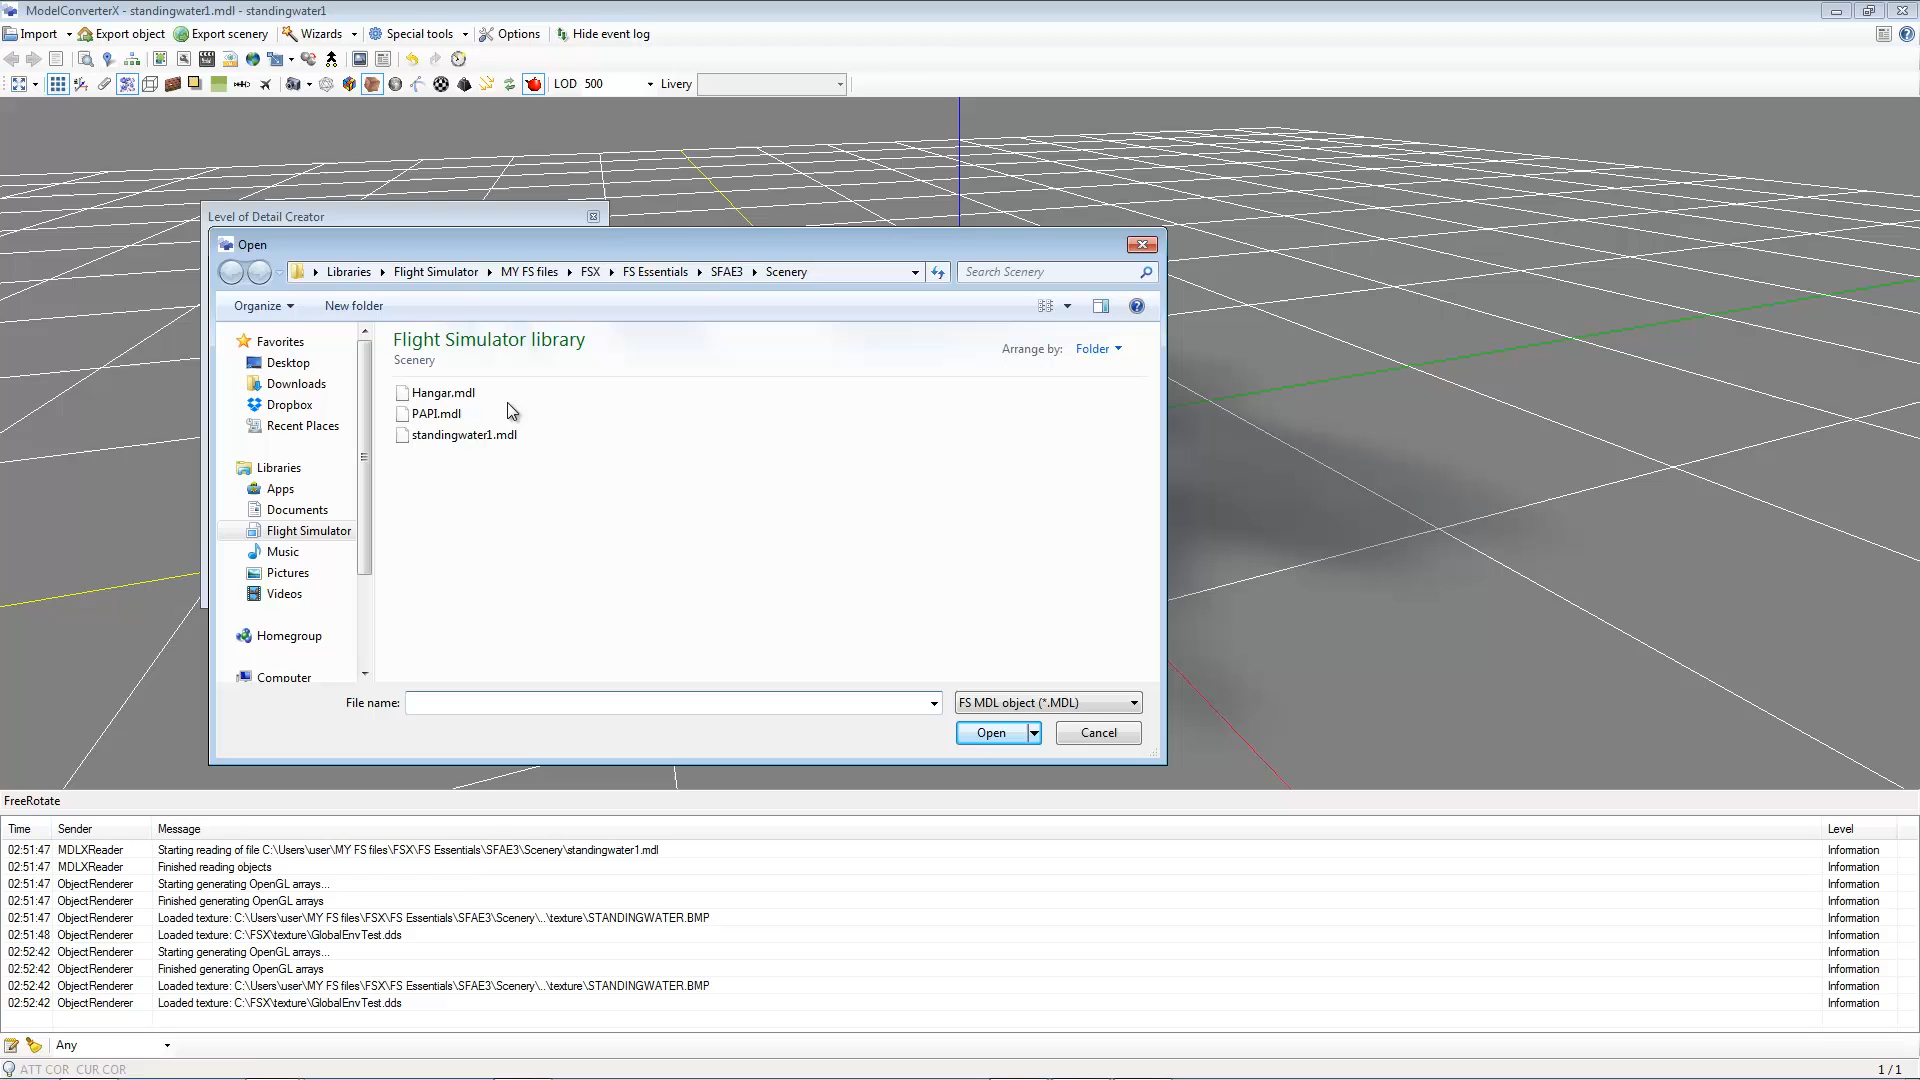 ModelConverterX - standingwater1.mdl - standingwater1
Import Export object Export scenery Wizards Special tools Options Hide event log
LOD 500 Livery
Level of Detail Creator
Open
Libraries Flight Simulator MY FS files FSX FS Essentials SFAE3 Scenery Search Scenery
Organize New folder
Favorites
Desktop
Downloads
Dropbox
Recent Places
Libraries
Apps
Documents
Flight Simulator
Music
Pictures
Videos
Homegroup
Computer
Flight Simulator library
Scenery
Arrange by: Folder
Hangar.mdl
PAPI.mdl
standingwater1.mdl
File name: FS MDL object (*.MDL)
Open Cancel
FreeRotate
Time Sender Message Level
02:51:47 MDLXReader Starting reading of file C:\Users\user\MY FS files\FSX\FS Essentials\SFAE3\Scenery\standingwater1.mdl Information
02:51:47 MDLXReader Finished reading objects Information
02:51:47 ObjectRenderer Starting generating OpenGL arrays... Information
02:51:47 ObjectRenderer Finished generating OpenGL arrays Information
02:51:47 ObjectRenderer Loaded texture: C:\Users\user\MY FS files\FSX\FS Essentials\SFAE3\Scenery\..\texture\STANDINGWATER.BMP Information
02:51:48 ObjectRenderer Loaded texture: C:\FSX\texture\GlobalEnvTest.dds Information
02:52:42 ObjectRenderer Starting generating OpenGL arrays... Information
02:52:42 ObjectRenderer Finished generating OpenGL arrays Information
02:52:42 ObjectRenderer Loaded texture: C:\Users\user\MY FS files\FSX\FS Essentials\SFAE3\Scenery\..\texture\STANDINGWATER.BMP Information
02:52:42 ObjectRenderer Loaded texture: C:\FSX\texture\GlobalEnvTest.dds Information
Any
ATT COR CUR COR 1 / 1